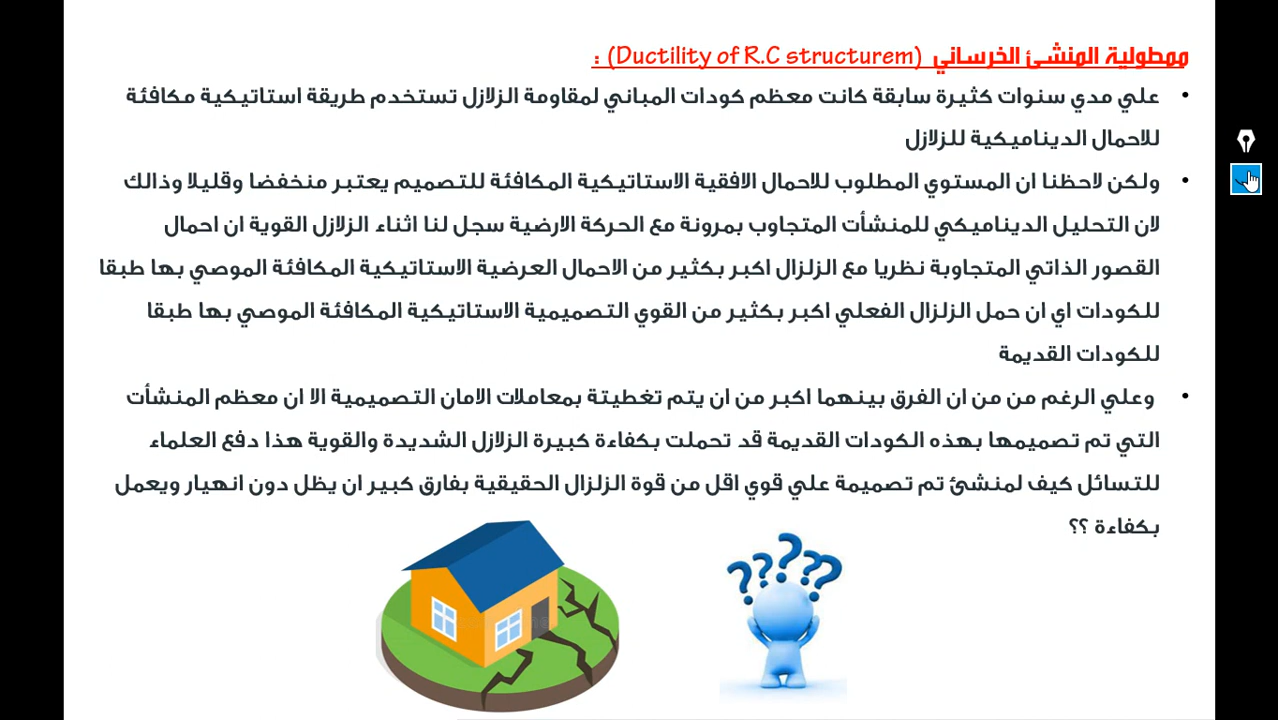 ممطولية المنشئ الخرساني (Ductility of R.C structurem) :
• علي مدي سنوات كثيرة سابقة كانت معظم كودات المباني لمقاومة الزلازل تستخدم طريقة استاتيكية مكافئة
للاحمال الديناميكية للزلازل
• ولكن لاحظنا ان المستوي المطلوب للاحمال الافقية الاستاتيكية المكافئة للتصميم يعتبر منخفضا وقليلا وذالك
لان التحليل الديناميكي للمنشأت المتجاوب بمرونة مع الحركة الارضية سجل لنا اثناء الزلازل القوية ان احمال
القصور الذاتي المتجاوبة نظريا مع الزلزال اكبر بكثير من الاحمال العرضية الاستاتيكية المكافئة الموصي بها طبقا
للكودات اي ان حمل الزلزال الفعلي اكبر بكثير من القوي التصميمية الاستاتيكية المكافئة الموصي بها طبقا
للكودات القديمة
• وعلي الرغم من من ان الفرق بينهما اكبر من ان يتم تغطيتة بمعاملات الامان التصميمية الا ان معظم المنشأت
التي تم تصميمها بهذه الكودات القديمة قد تحملت بكفاءة كبيرة الزلازل الشديدة والقوية هذا دفع العلماء
للتسائل كيف لمنشئ تم تصميمة علي قوي اقل من قوة الزلزال الحقيقية بفارق كبير ان يظل دون انهيار ويعمل
بكفاءة ؟؟
?????